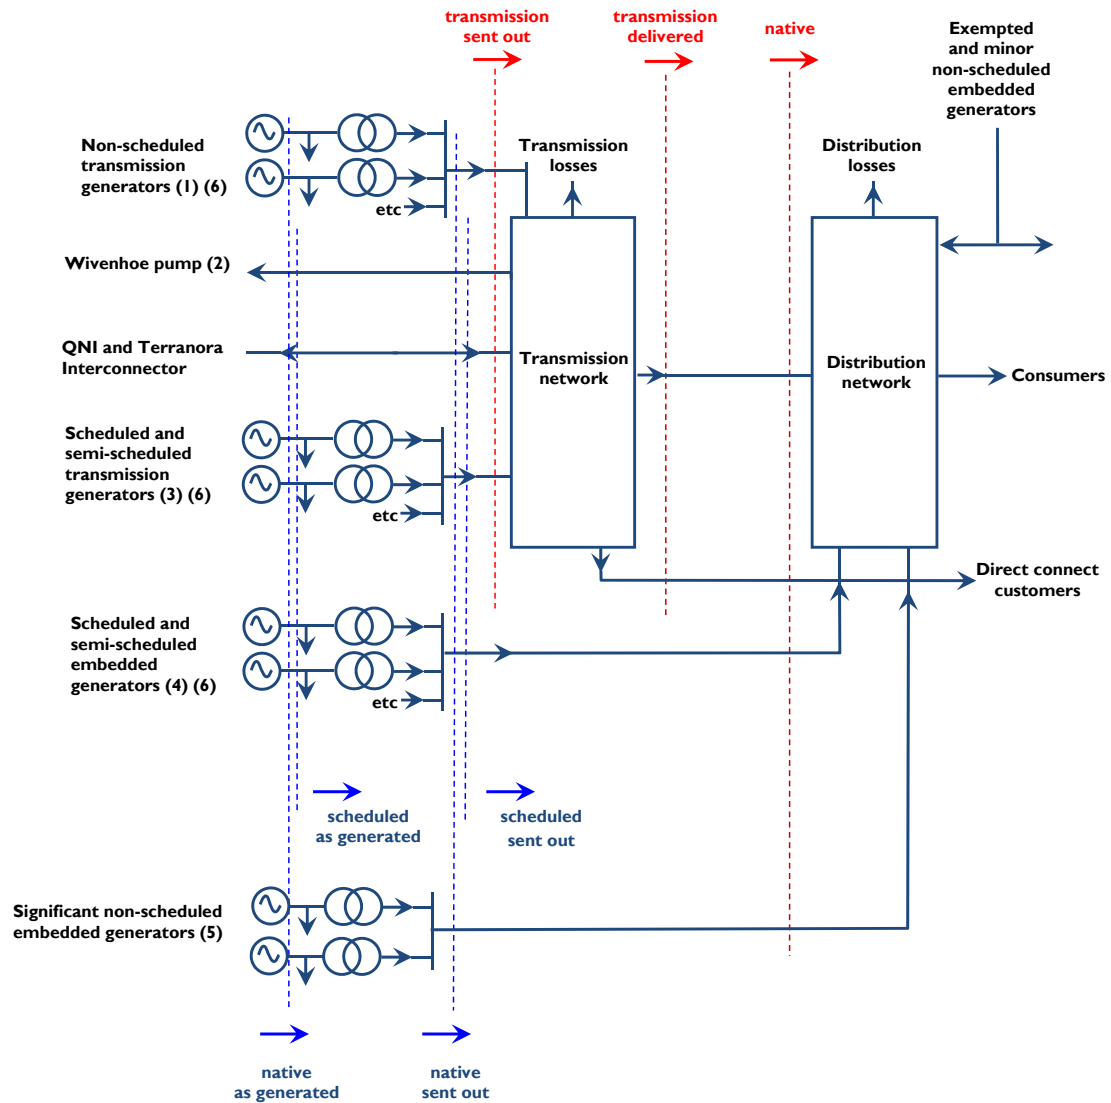 transmission
sent out
transmission
delivered
native
Exempted
and minor
non-scheduled
embedded
generators
Non-scheduled
transmission
generators (1) (6)
etc
Transmission
losses
Distribution
losses
Wivenhoe pump (2)
QNI and Terranora
Interconnector
Transmission
network
Distribution
network
Consumers
Scheduled and
semi-scheduled
transmission
generators (3) (6)
etc
Direct connect
customers
Scheduled and
semi-scheduled
embedded
generators (4) (6)
etc
scheduled
as generated
scheduled
sent out
Significant non-scheduled
embedded generators (5)
native
as generated
native
sent out